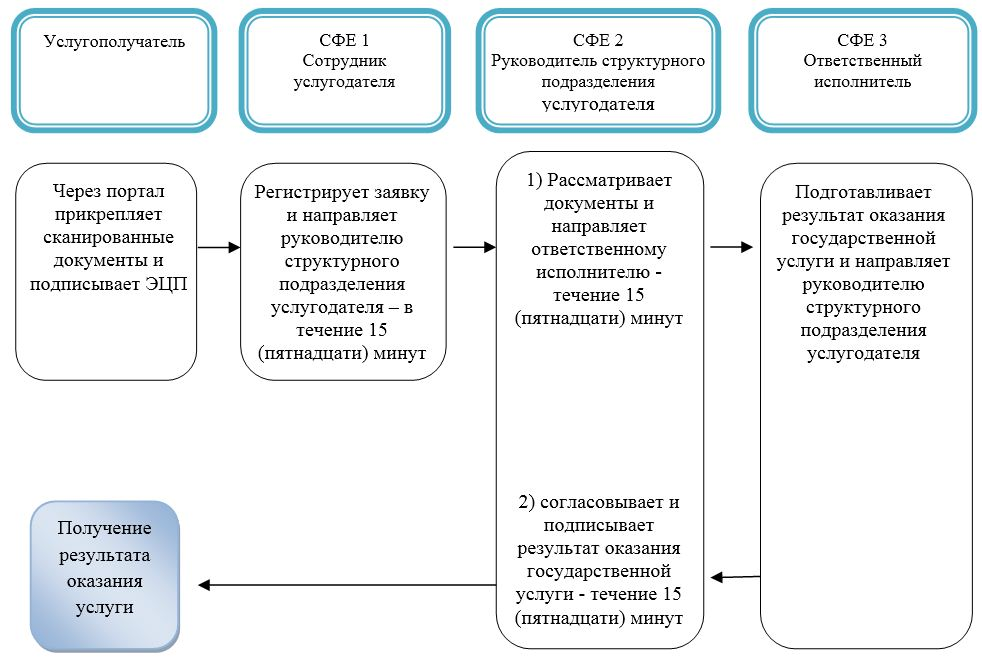 Услугополучатель
СФЕ 1
Сотрудник
услугодателя
СФЕ 2
Руководитель структурного
подразделения
услугодателя
СФЕ 3
Ответственный
исполнитель
Через портал
прикрепляет
сканированные
документы и
подписывает ЭЦП
Регистрирует заявку
и направляет
руководителю
структурного
подразделения
услугодателя – в
течение 15
(пятнадцати) минут
1) Рассматривает
документы и
направляет
ответственному
исполнителю -
течение 15
(пятнадцати) минут
Подготавливает
результат оказания
государственной
услуги и направляет
руководителю
структурного
подразделения
услугодателя
2) согласовывает и
подписывает
результат оказания
государственной
услуги - течение 15
(пятнадцати) минут
Получение
результата
оказания
услуги